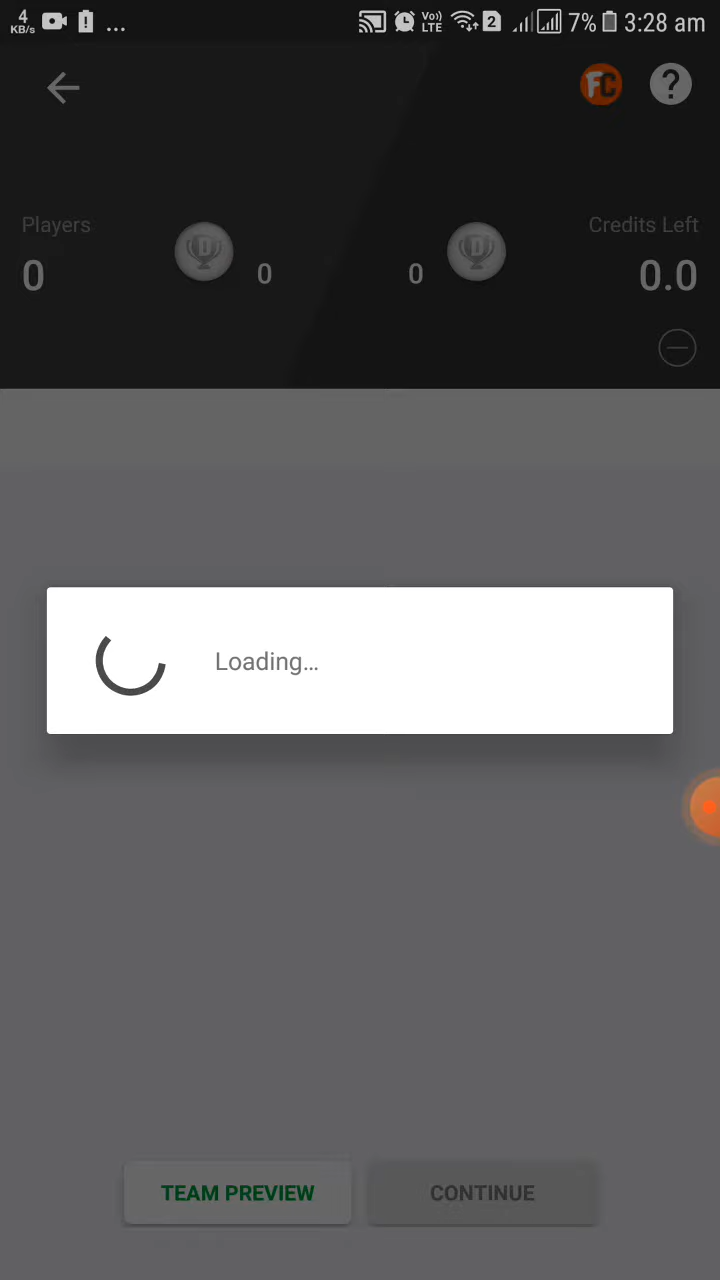 4 KB/s ... Vo)) LTE 2 7% 3:28 am
FC ?
Players Credits Left
0 D 0 0 D 0.0
Loading...
TEAM PREVIEW CONTINUE